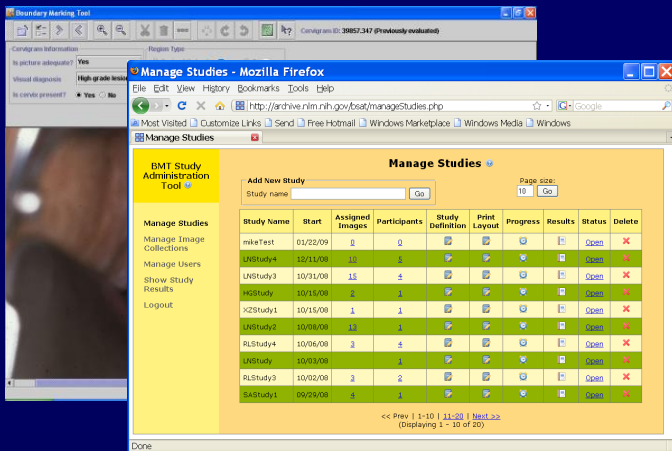 Boundary Marking Tool
Cervigram ID: 39857.347 (Previously evaluated)
Cervigram Information
Region Type
Is picture adequate? Yes
Visual diagnosis High grade lesio
Is cervix present? Yes No
Manage Studies - Mozilla Firefox
File Edit View History Bookmarks Tools Help
http://archive.nlm.nih.gov/bsat/manageStudies.php
Google
Most Visited Customize Links Send Free Hotmail Windows Marketplace Windows Media Windows
Manage Studies
BMT Study
Administration
Tool
Manage Studies
Manage Image
Collections
Manage Users
Show Study
Results
Logout
Manage Studies
Add New Study
Study name Go
Page size:
10 Go
Study Name Start Assigned Images Participants Study Definition Print Layout Progress Results Status Delete
mikeTest 01/22/09 0 0 Open
LNStudy4 12/11/08 10 5 Open
LNStudy3 10/31/08 15 4 Open
HGStudy 10/15/08 2 1 Open
XZStudy1 10/15/08 1 1 Open
LNStudy2 10/08/08 13 1 Open
RLStudy4 10/06/08 3 4 Open
LNStudy 10/03/08 1 Open
RLStudy3 10/02/08 3 2 Open
SAStudy1 09/29/08 4 1 Open
<< Prev | 1-10 | 11-20 | Next >>
(Displaying 1 - 10 of 20)
Done